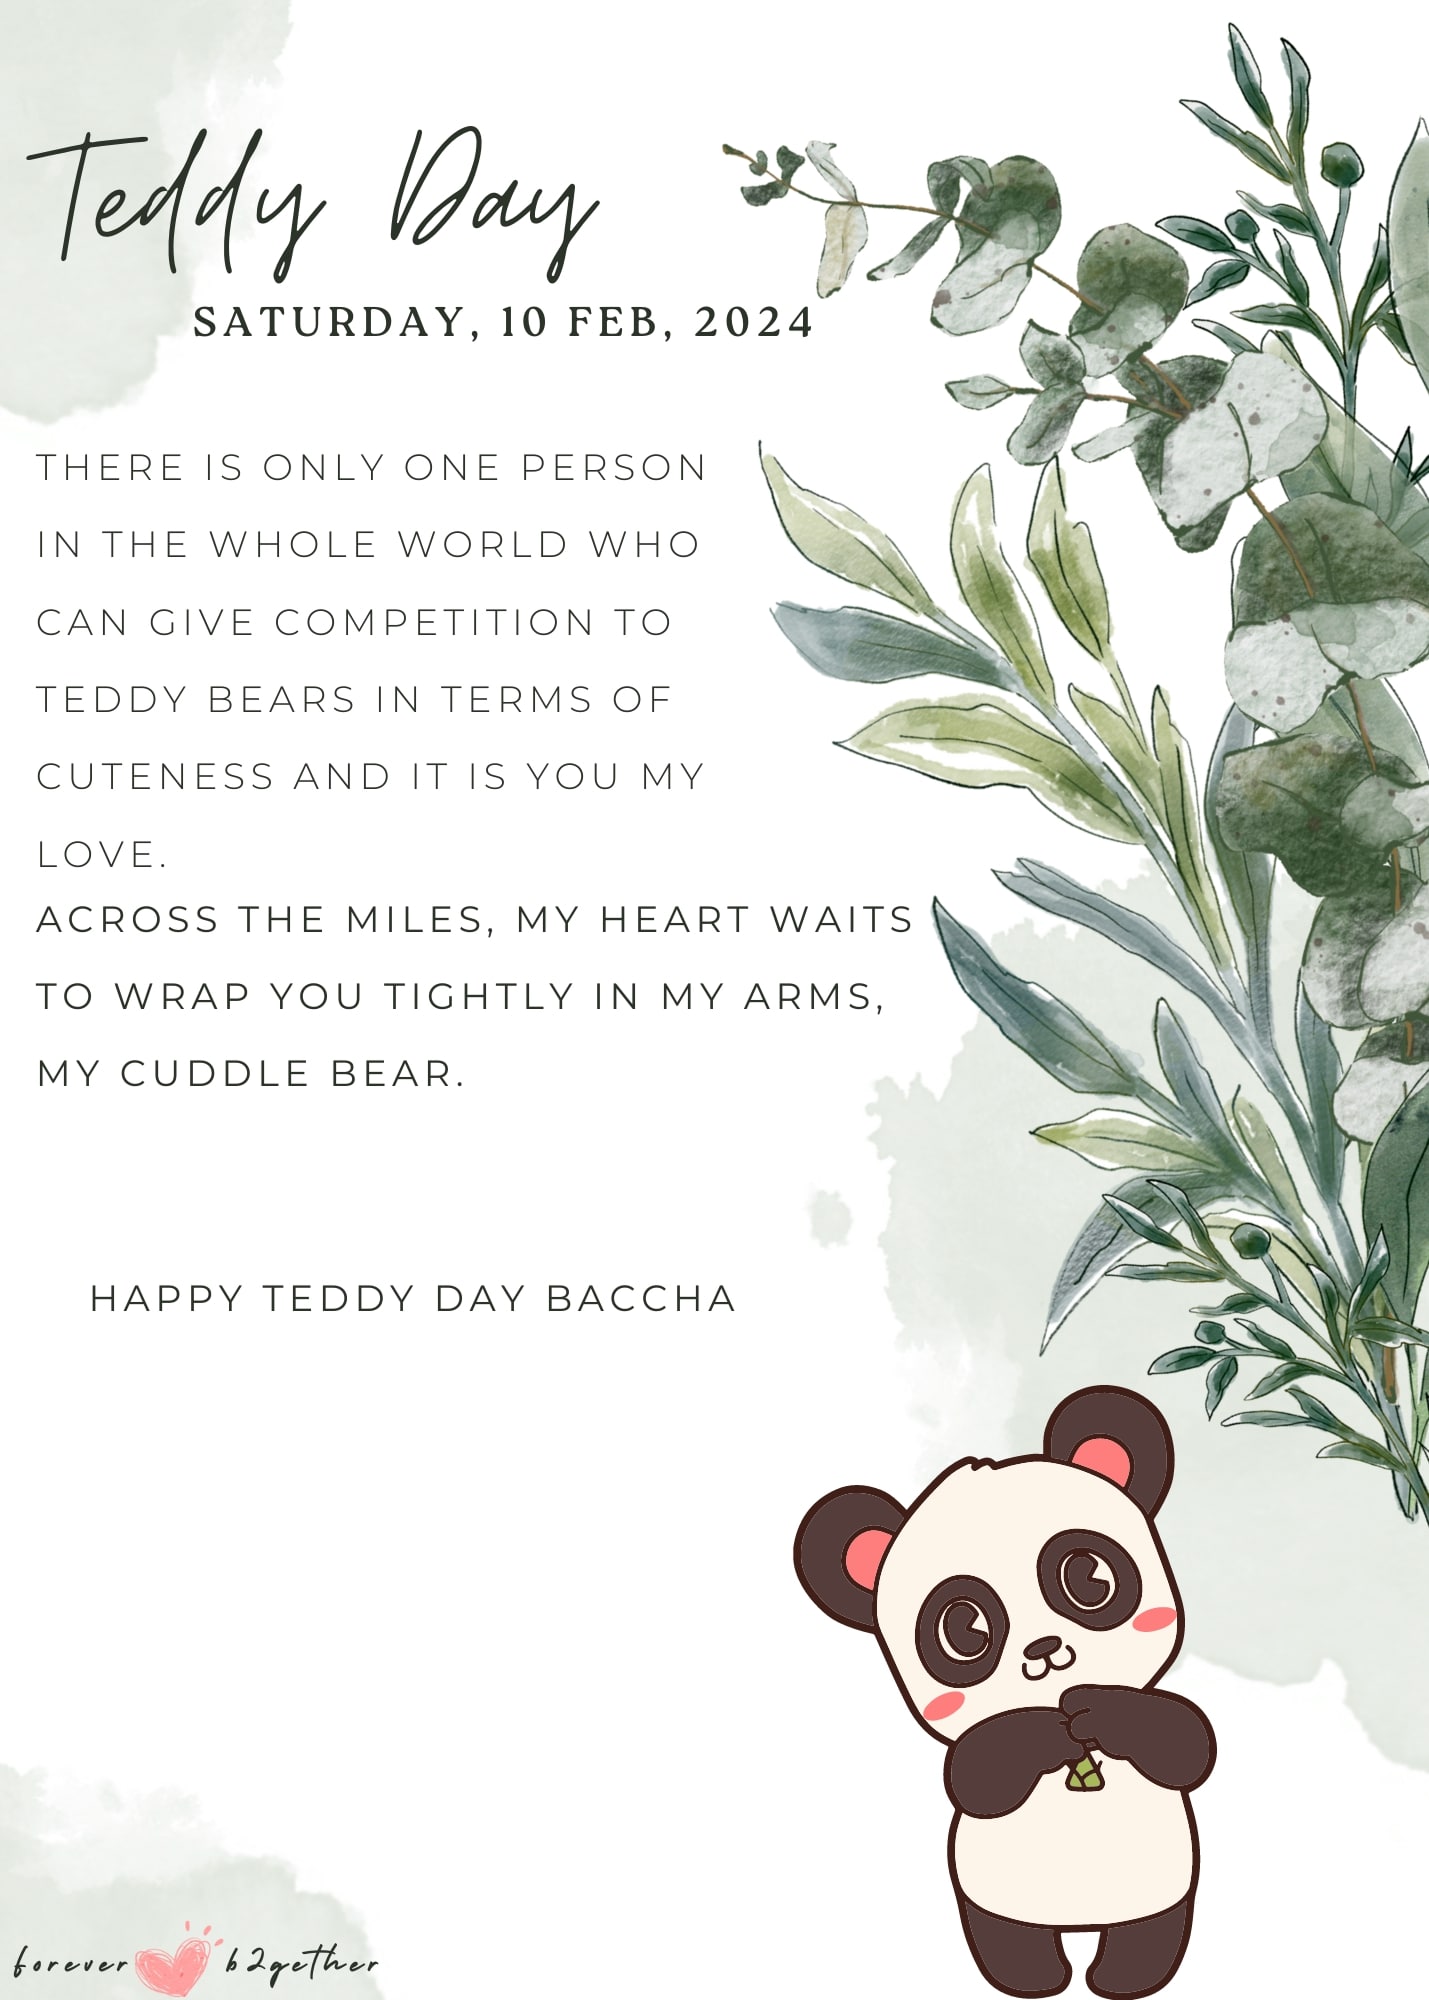 Teddy Day
SATURDAY, 10 FEB, 2024
THERE IS ONLY ONE PERSON
IN THE WHOLE WORLD WHO
CAN GIVE COMPETITION TO
TEDDY BEARS IN TERMS OF
CUTENESS AND IT IS YOU MY
LOVE.
ACROSS THE MILES, MY HEART WAITS
TO WRAP YOU TIGHTLY IN MY ARMS,
MY CUDDLE BEAR.
HAPPY TEDDY DAY BACCHA
forever b2gether